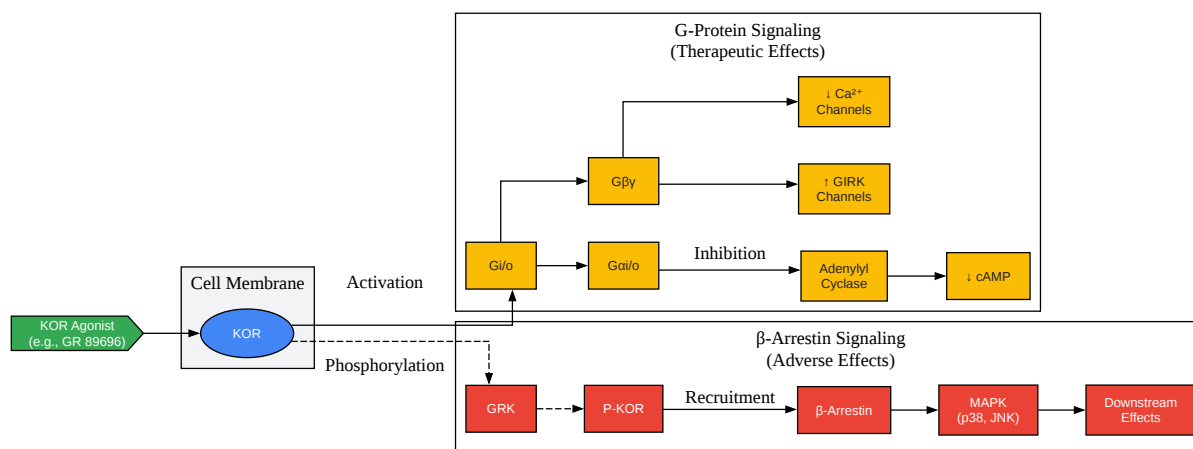 G-Protein Signaling
(Therapeutic Effects)
↓ Ca²⁺
Channels
Gβγ
↑ GIRK
Channels
Gi/o
Gαi/o
Inhibition
Adenylyl
Cyclase
↓ cAMP
Cell Membrane
Activation
KOR Agonist
(e.g., GR 89696)
KOR
Phosphorylation
β-Arrestin Signaling
(Adverse Effects)
GRK
P-KOR
Recruitment
β-Arrestin
MAPK
(p38, JNK)
Downstream
Effects